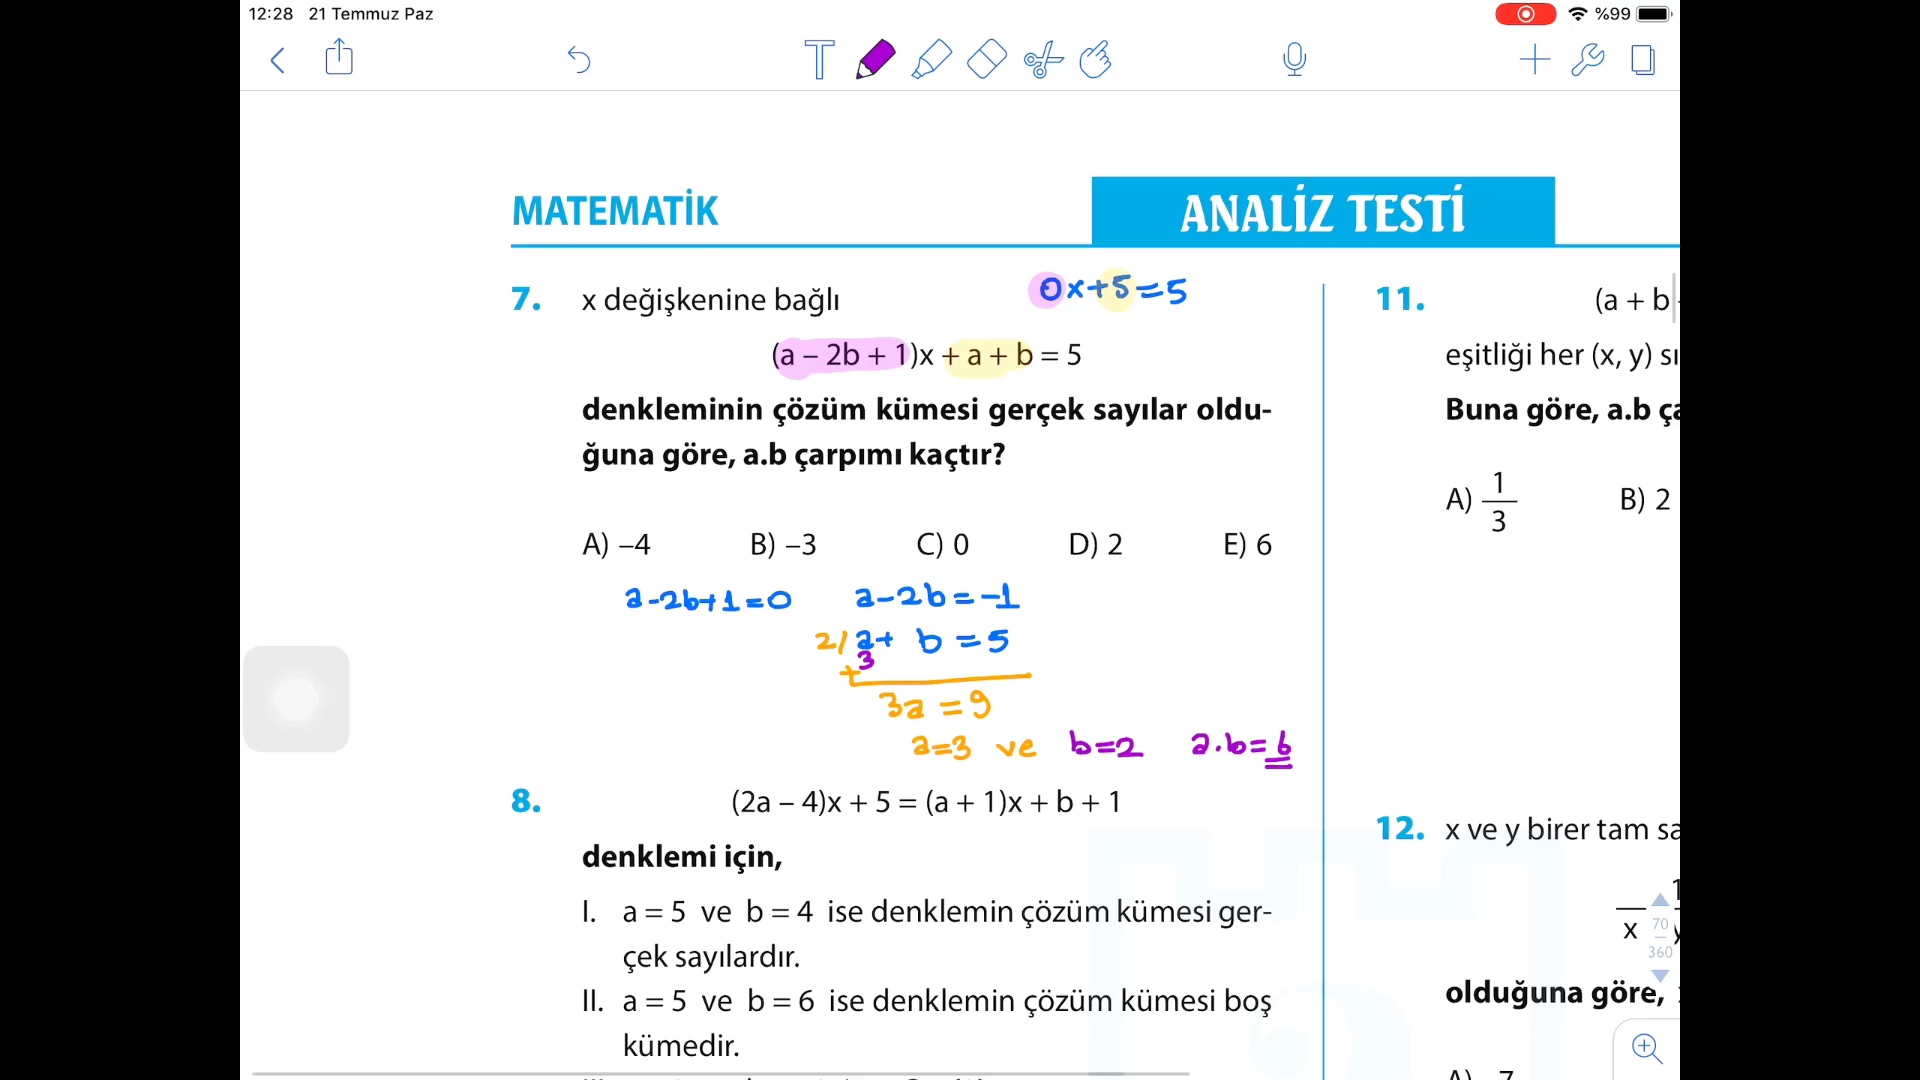 12:28 21 Temmuz Paz %99
MATEMATİK
ANALİZ TESTİ
7. x değişkenine bağlı
0x+5=5
(a – 2b + 1)x + a + b = 5
denkleminin çözüm kümesi gerçek sayılar oldu-
ğuna göre, a.b çarpımı kaçtır?
A) –4 B) –3 C) 0 D) 2 E) 6
a-2b+1=0 a-2b=-1
2/ a+ b=5
3
+
3a=9
a=3 ve b=2 a.b=6
8. (2a – 4)x + 5 = (a + 1)x + b + 1
denklemi için,
I. a = 5 ve b = 4 ise denklemin çözüm kümesi ger-
çek sayılardır.
II. a = 5 ve b = 6 ise denklemin çözüm kümesi boş
kümedir.
11. (a + b
eşitliği her (x, y) sı
Buna göre, a.b ça
A) 1/3 B) 2
12. x ve y birer tam sa
1
x y
70
360
olduğuna göre,
A) –7